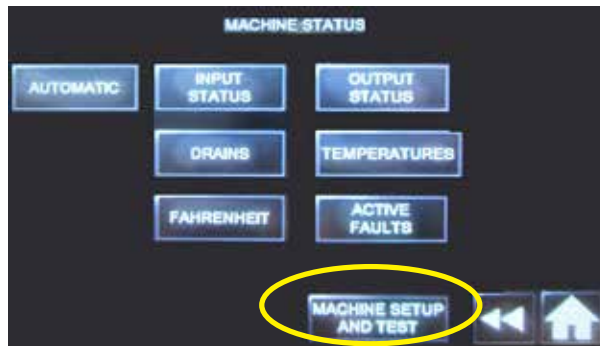 MACHINE STATUS
AUTOMATIC
INPUT
STATUS
OUTPUT
STATUS
DRAINS
TEMPERATURES
FAHRENHEIT
ACTIVE
FAULTS
MACHINE SETUP
AND TEST